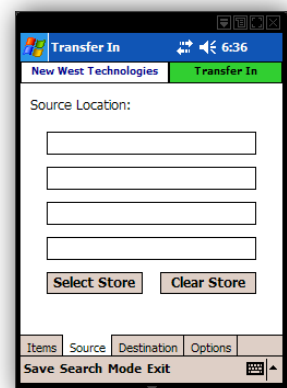 Transfer In 6:36
New West Technologies Transfer In
Source Location:
Select Store Clear Store
Items Source Destination Options
Save Search Mode Exit